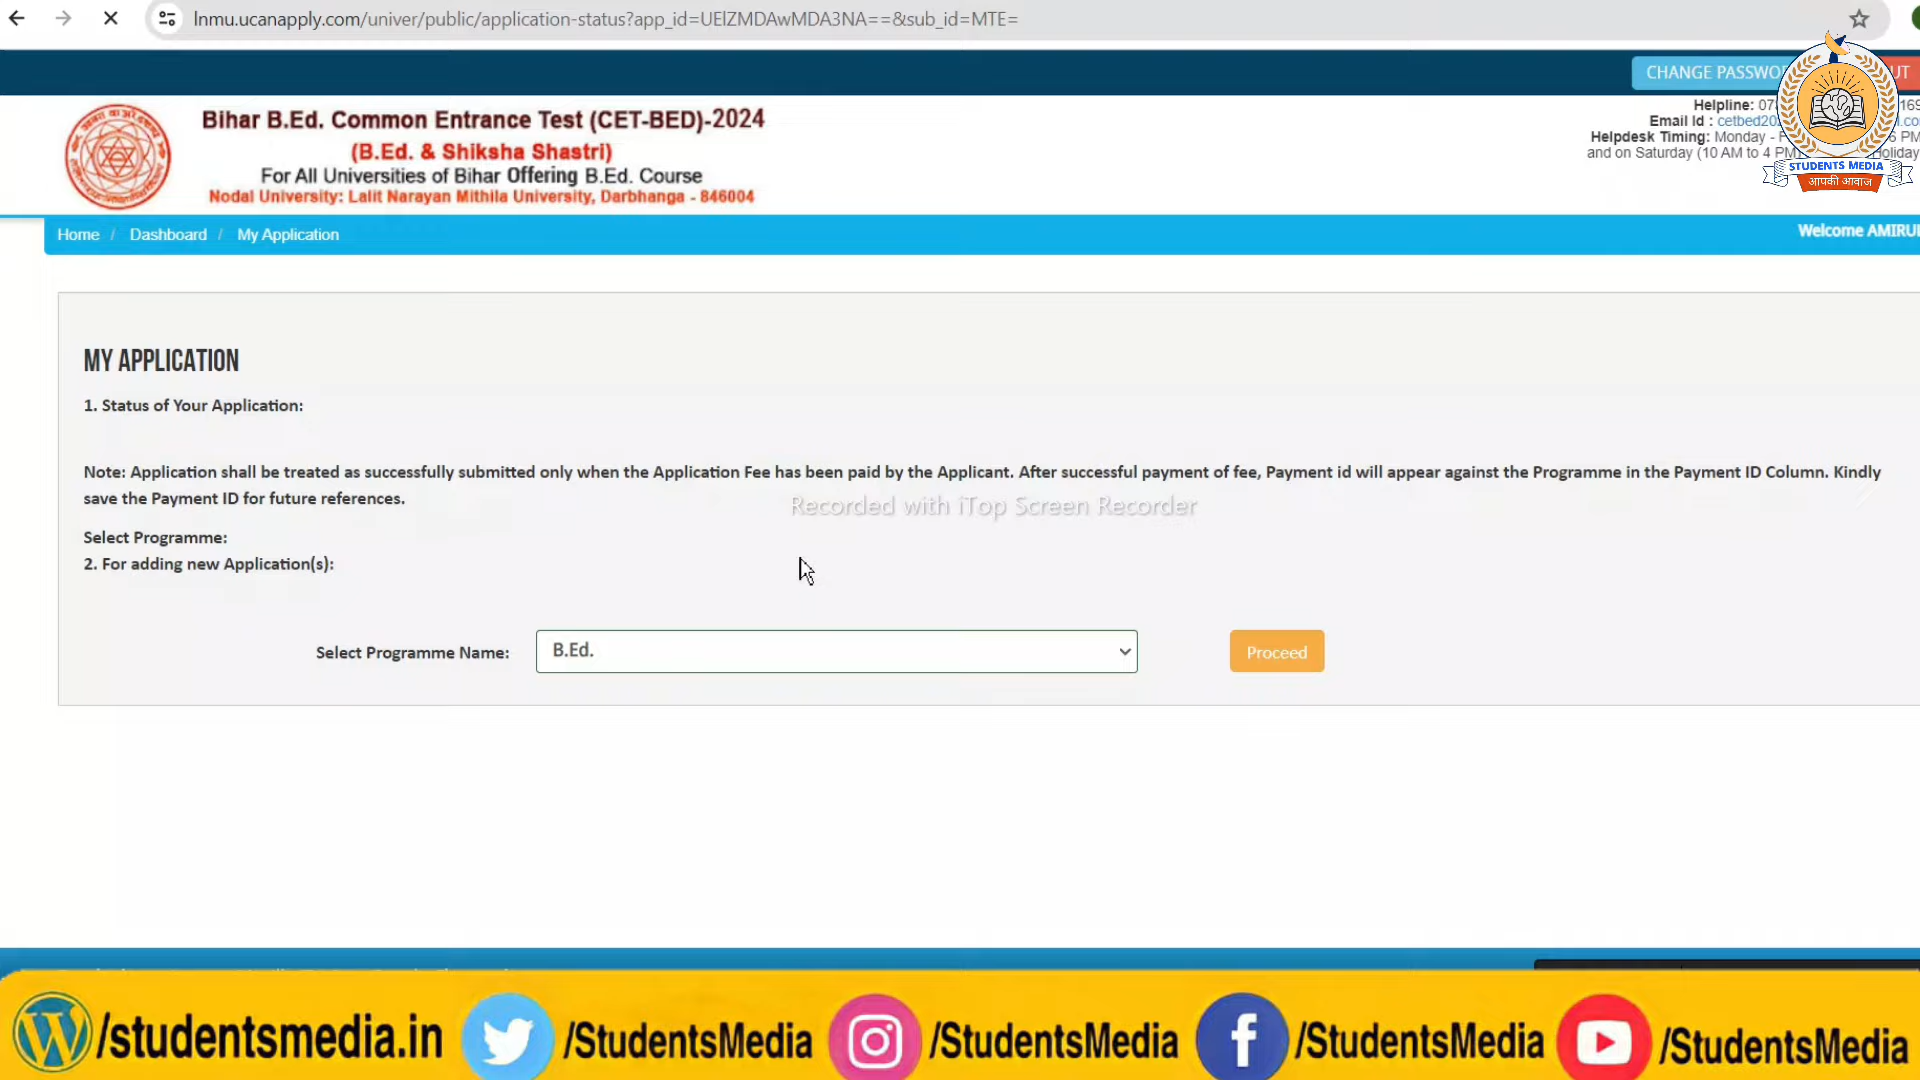 lnmu.ucanapply.com/univer/public/application-status?app_id=UElZMDAwMDA3NA==&sub_id=MTE=
CHANGE PASSWO
UT
Bihar B.Ed. Common Entrance Test (CET-BED)-2024
(B.Ed. & Shiksha Shastri)
For All Universities of Bihar Offering B.Ed. Course
Nodal University: Lalit Narayan Mithila University, Darbhanga - 846004
Helpline: 07
Email Id : cetbed20
Helpdesk Timing: Monday -
and on Saturday (10 AM to 4 PM
STUDENTS MEDIA
आपकी आवाज
Home / Dashboard / My Application
Welcome AMIRUL
MY APPLICATION
1. Status of Your Application:
Note: Application shall be treated as successfully submitted only when the Application Fee has been paid by the Applicant. After successful payment of fee, Payment id will appear against the Programme in the Payment ID Column. Kindly
save the Payment ID for future references.
Recorded with iTop Screen Recorder
Select Programme:
2. For adding new Application(s):
Select Programme Name: B.Ed. Proceed
/studentsmedia.in /StudentsMedia /StudentsMedia /StudentsMedia /StudentsMedia